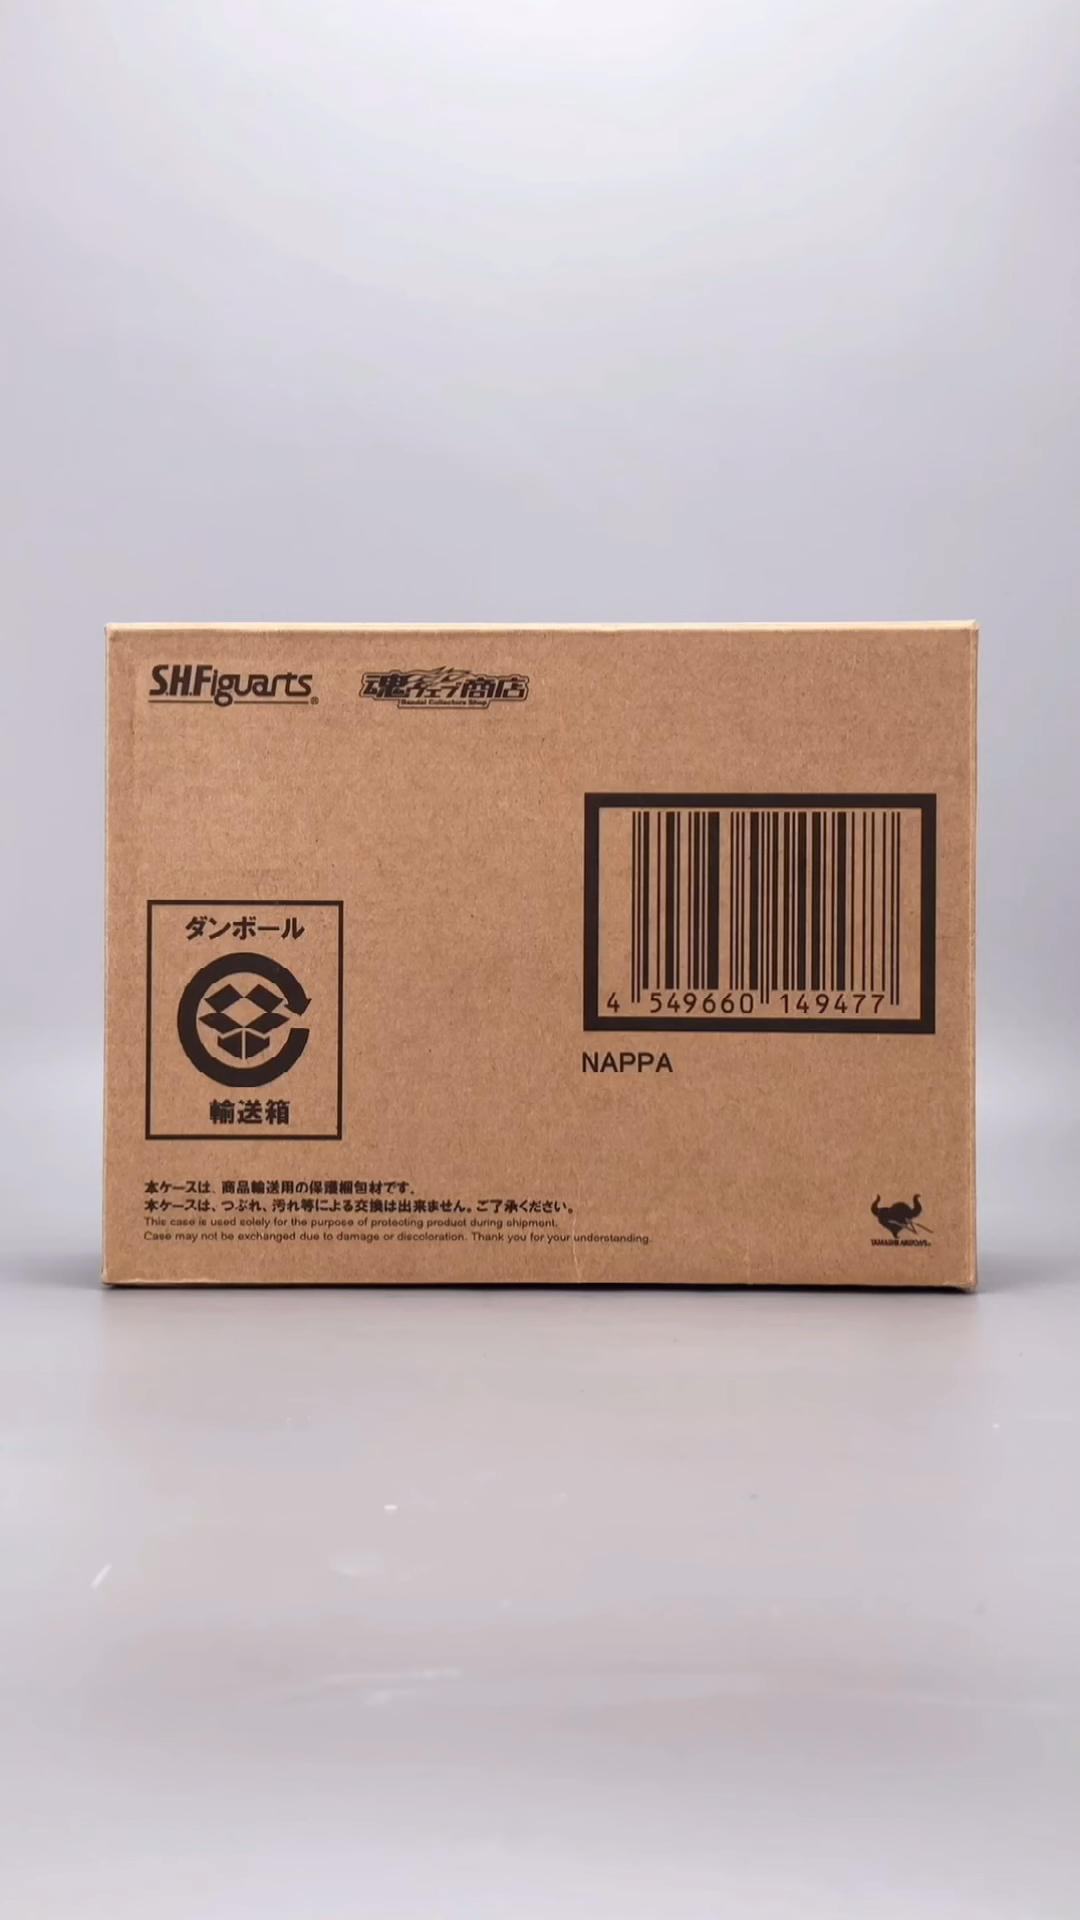 S.H.Figuarts®
魂ウェブ商店
Bandai Collectors Shop
4 549660 149477
NAPPA
ダンボール
輸送箱
本ケースは、商品輸送用の保護梱包材です。
本ケースは、つぶれ、汚れ等による交換は出来ません。ご了承ください。
This case is used solely for the purpose of protecting product during shipment.
Case may not be exchanged due to damage or discoloration. Thank you for your understanding.